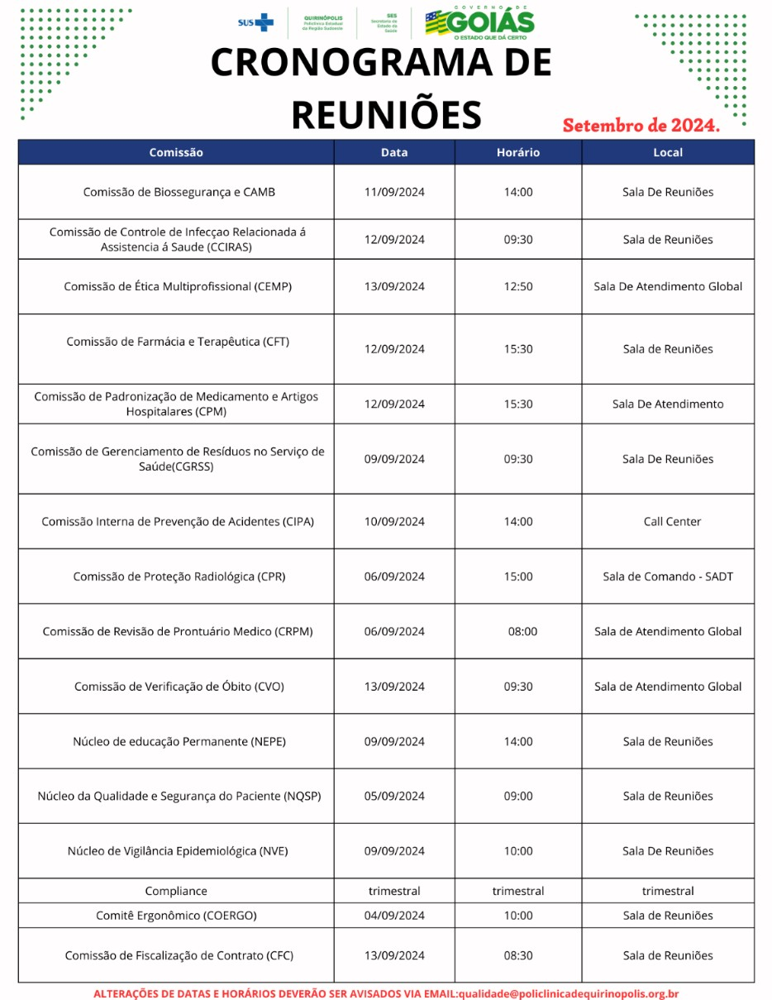 SUS
QUIRINÓPOLIS
Policlínica Estadual
da Região Sudoeste
SES
Secretaria de
Estado da
Saúde
GOVERNO DE
GOIÁS
O ESTADO QUE DÁ CERTO
CRONOGRAMA DE
REUNIÕES
Setembro de 2024.
Comissão Data Horário Local
Comissão de Biossegurança e CAMB 11/09/2024 14:00 Sala De Reuniões
Comissão de Controle de Infecçao Relacionada á
Assistencia á Saude (CCIRAS) 12/09/2024 09:30 Sala de Reuniões
Comissão de Ética Multiprofissional (CEMP) 13/09/2024 12:50 Sala De Atendimento Global
Comissão de Farmácia e Terapêutica (CFT) 12/09/2024 15:30 Sala de Reuniões
Comissão de Padronização de Medicamento e Artigos
Hospitalares (CPM) 12/09/2024 15:30 Sala De Atendimento
Comissão de Gerenciamento de Resíduos no Serviço de
Saúde(CGRSS) 09/09/2024 09:30 Sala De Reuniões
Comissão Interna de Prevenção de Acidentes (CIPA) 10/09/2024 14:00 Call Center
Comissão de Proteção Radiológica (CPR) 06/09/2024 15:00 Sala de Comando - SADT
Comissão de Revisão de Prontuário Medico (CRPM) 06/09/2024 08:00 Sala de Atendimento Global
Comissão de Verificação de Óbito (CVO) 13/09/2024 09:30 Sala de Atendimento Global
Núcleo de educação Permanente (NEPE) 09/09/2024 14:00 Sala de Reuniões
Núcleo da Qualidade e Segurança do Paciente (NQSP) 05/09/2024 09:00 Sala de Reuniões
Núcleo de Vigilância Epidemiológica (NVE) 09/09/2024 10:00 Sala De Reuniões
Compliance trimestral trimestral trimestral
Comitê Ergonômico (COERGO) 04/09/2024 10:00 Sala de Reuniões
Comissão de Fiscalização de Contrato (CFC) 13/09/2024 08:30 Sala de Reuniões
ALTERAÇÕES DE DATAS E HORÁRIOS DEVERÃO SER AVISADOS VIA EMAIL:qualidade@policlinicadequirinopolis.org.br